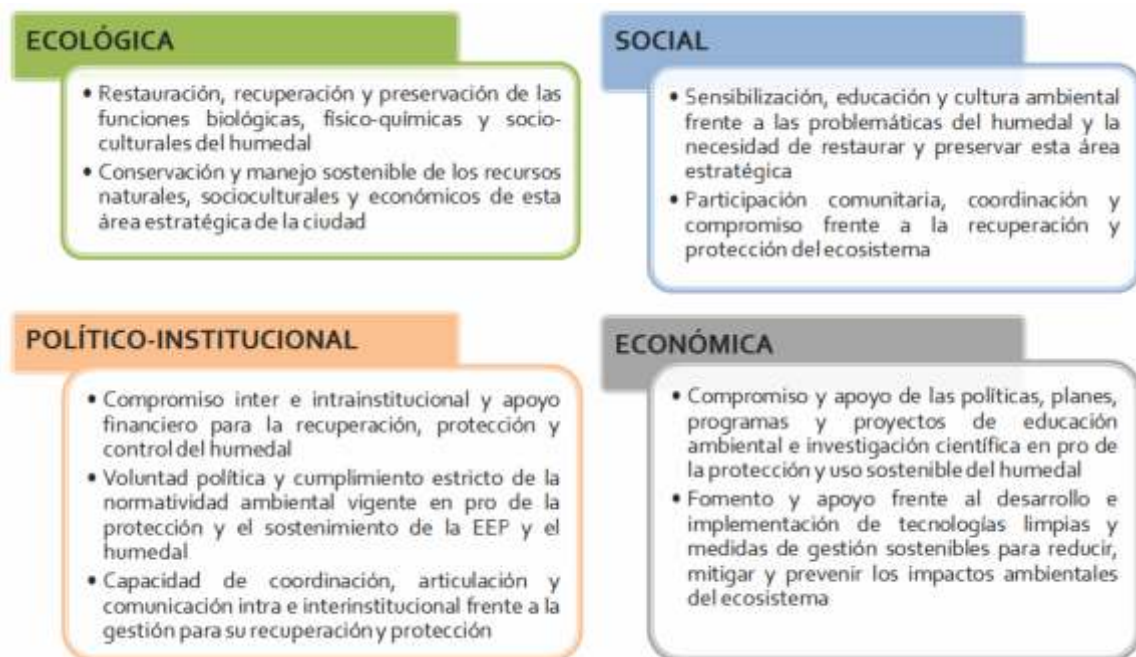 ECOLÓGICA
• Restauración, recuperación y preservación de las
funciones biológicas, físico-químicas y socio-
culturales del humedal
• Conservación y manejo sostenible de los recursos
naturales, socioculturales y económicos de esta
área estratégica de la ciudad
SOCIAL
• Sensibilización, educación y cultura ambiental
frente a las problemáticas del humedal y la
necesidad de restaurar y preservar esta área
estratégica
• Participación comunitaria, coordinación y
compromiso frente a la recuperación y
protección del ecosistema
POLÍTICO-INSTITUCIONAL
• Compromiso inter e intrainstitucional y apoyo
financiero para la recuperación, protección y
control del humedal
• Voluntad política y cumplimiento estricto de la
normatividad ambiental vigente en pro de la
protección y el sostenimiento de la EEP y el
humedal
• Capacidad de coordinación, articulación y
comunicación intra e interinstitucional frente a la
gestión para su recuperación y protección
ECONÓMICA
• Compromiso y apoyo de las políticas, planes,
programas y proyectos de educación
ambiental e investigación científica en pro de
la protección y uso sostenible del humedal
• Fomento y apoyo frente al desarrollo e
implementación de tecnologías limpias y
medidas de gestión sostenibles para reducir,
mitigar y prevenir los impactos ambientales
del ecosistema